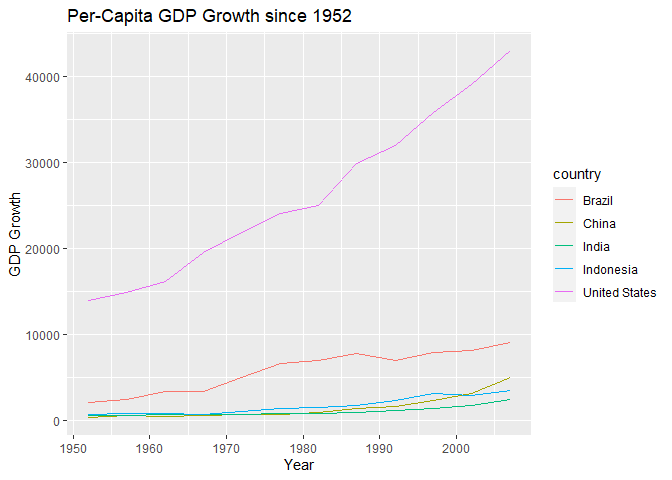 Per-Capita GDP Growth since 1952
GDP Growth
40000
30000
20000
10000
0
1950
1960
1970
1980
1990
2000
Year
country
Brazil
China
India
Indonesia
United States